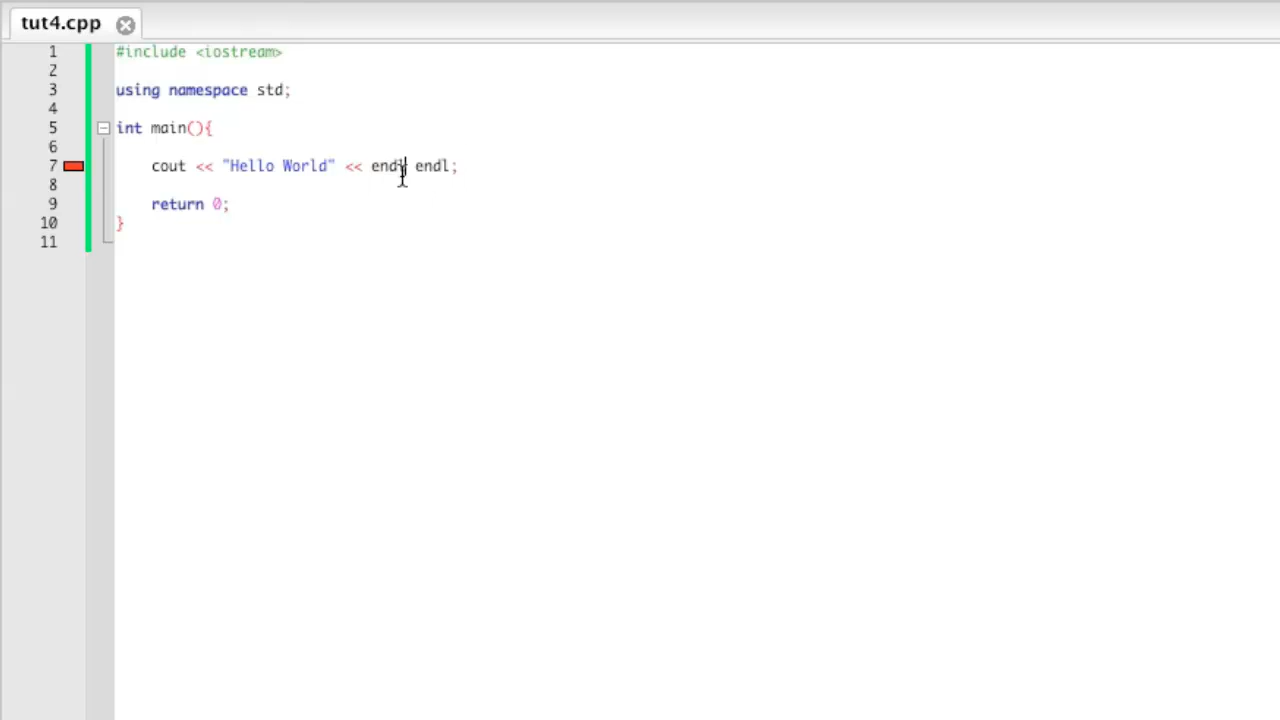 tut4.cpp
1 #include <iostream>
2
3 using namespace std;
4
5 int main(){
6
7 cout << "Hello World" << endl endl;
8
9 return 0;
10 }
11